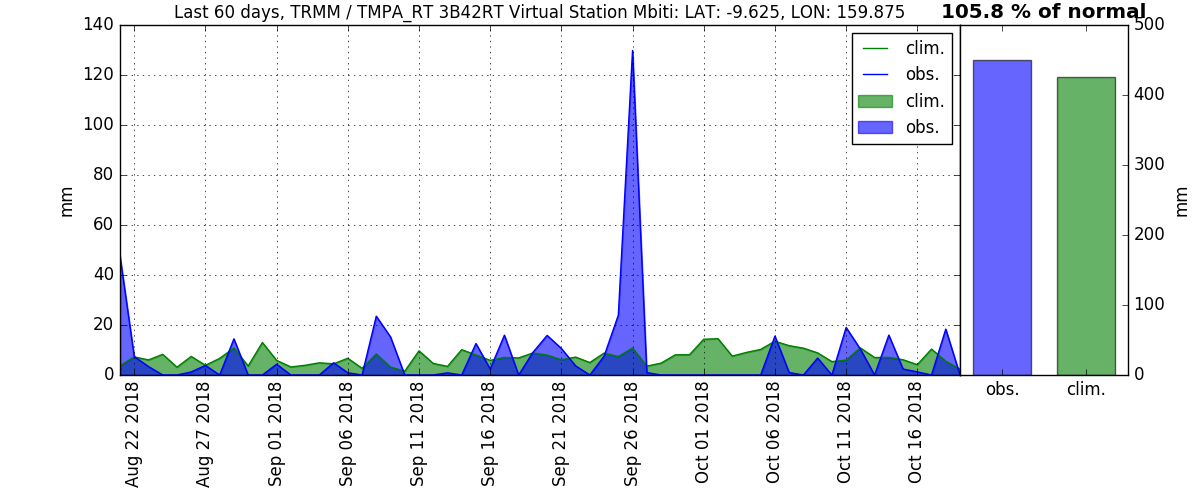 Last 60 days, TRMM / TMPA_RT 3B42RT Virtual Station Mbiti: LAT: -9.625, LON: 159.875
105.8 % of normal
140
120
100
80
60
40
20
0
mm
clim.
obs.
clim.
obs.
Aug 22 2018
Aug 27 2018
Sep 01 2018
Sep 06 2018
Sep 11 2018
Sep 16 2018
Sep 21 2018
Sep 26 2018
Oct 01 2018
Oct 06 2018
Oct 11 2018
Oct 16 2018
500
400
300
200
100
0
mm
obs.
clim.